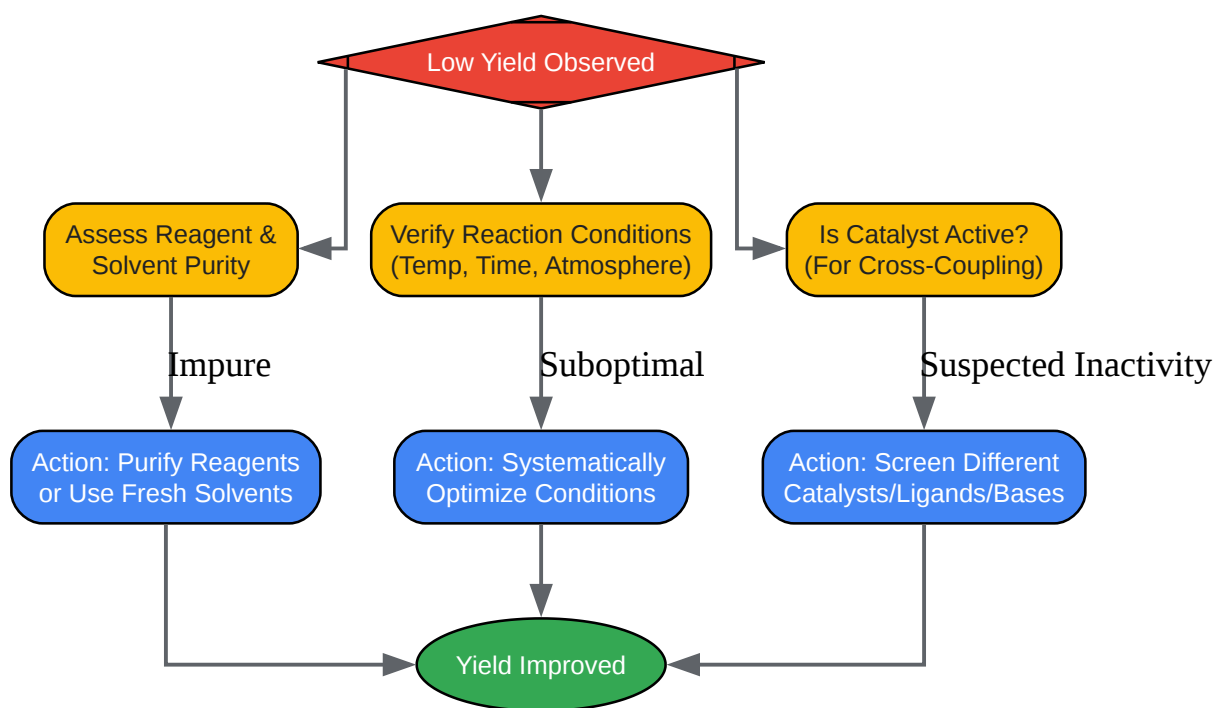 Low Yield Observed
Assess Reagent &
Solvent Purity
Verify Reaction Conditions
(Temp, Time, Atmosphere)
Is Catalyst Active?
(For Cross-Coupling)
Impure
Suboptimal
Suspected Inactivity
Action: Purify Reagents
or Use Fresh Solvents
Action: Systematically
Optimize Conditions
Action: Screen Different
Catalysts/Ligands/Bases
Yield Improved